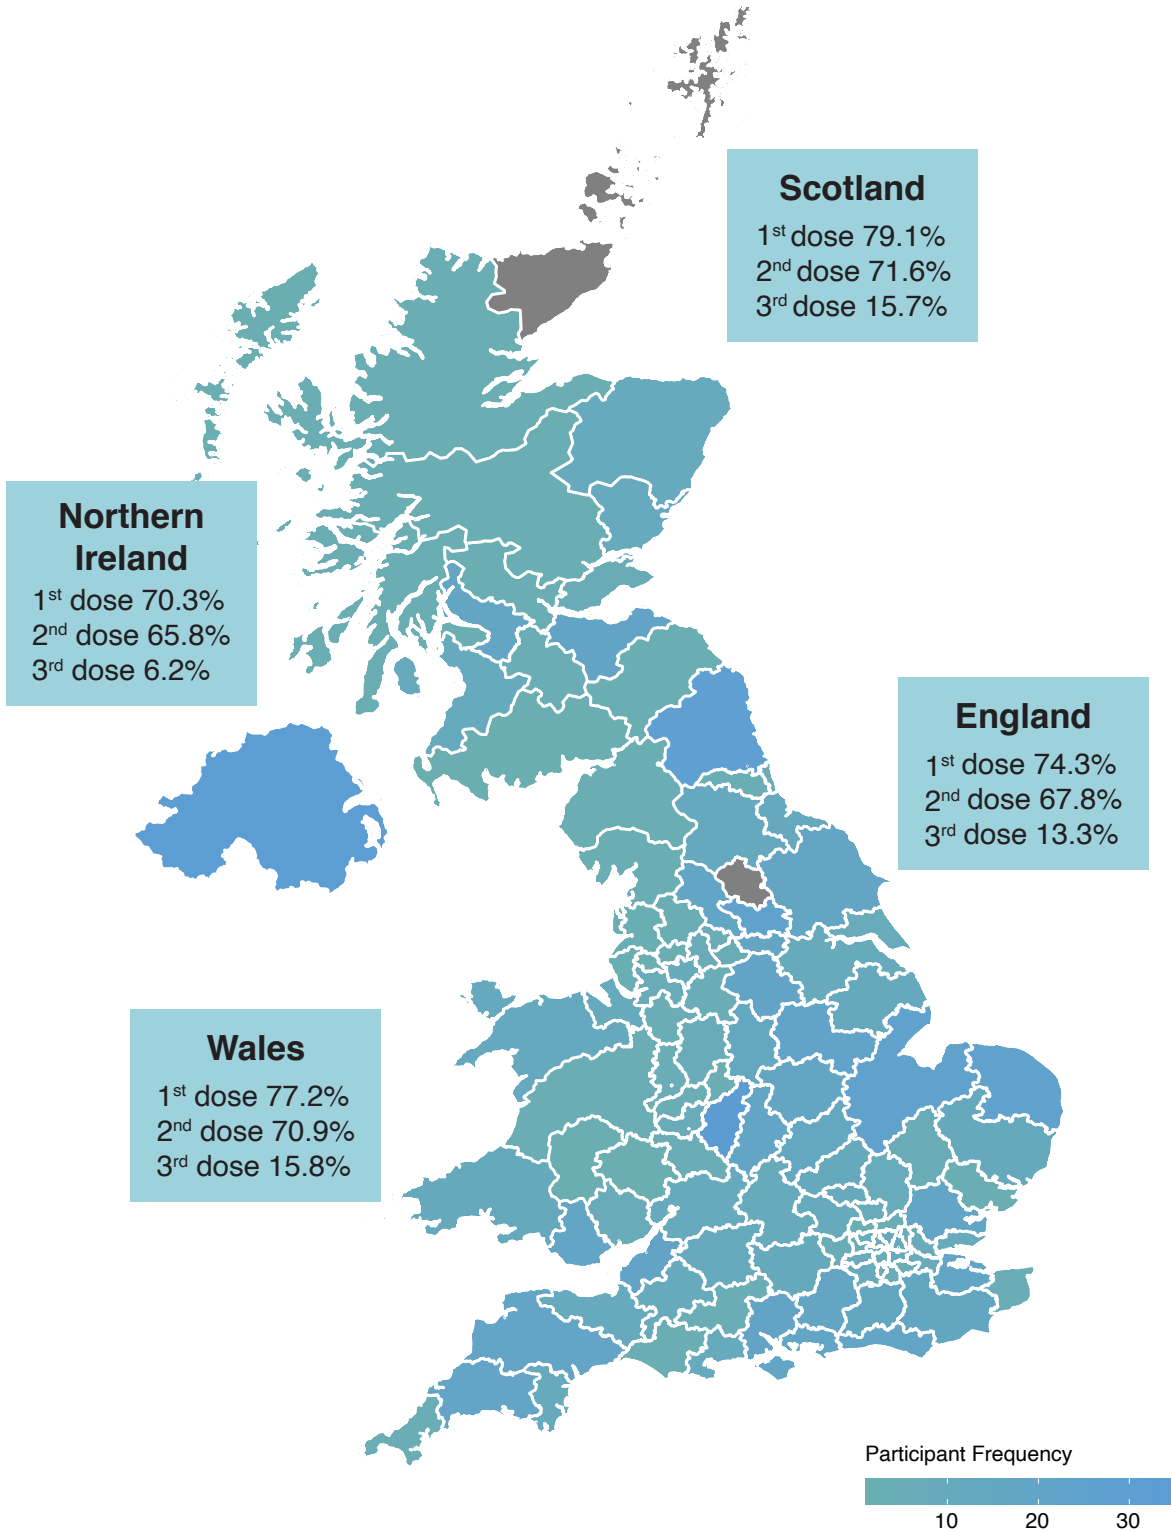 Scotland
1st dose 79.1%
2nd dose 71.6%
3rd dose 15.7%
Northern
Ireland
1st dose 70.3%
2nd dose 65.8%
3rd dose 6.2%
England
1st dose 74.3%
2nd dose 67.8%
3rd dose 13.3%
Wales
1st dose 77.2%
2nd dose 70.9%
3rd dose 15.8%
Participant Frequency
10 20 30